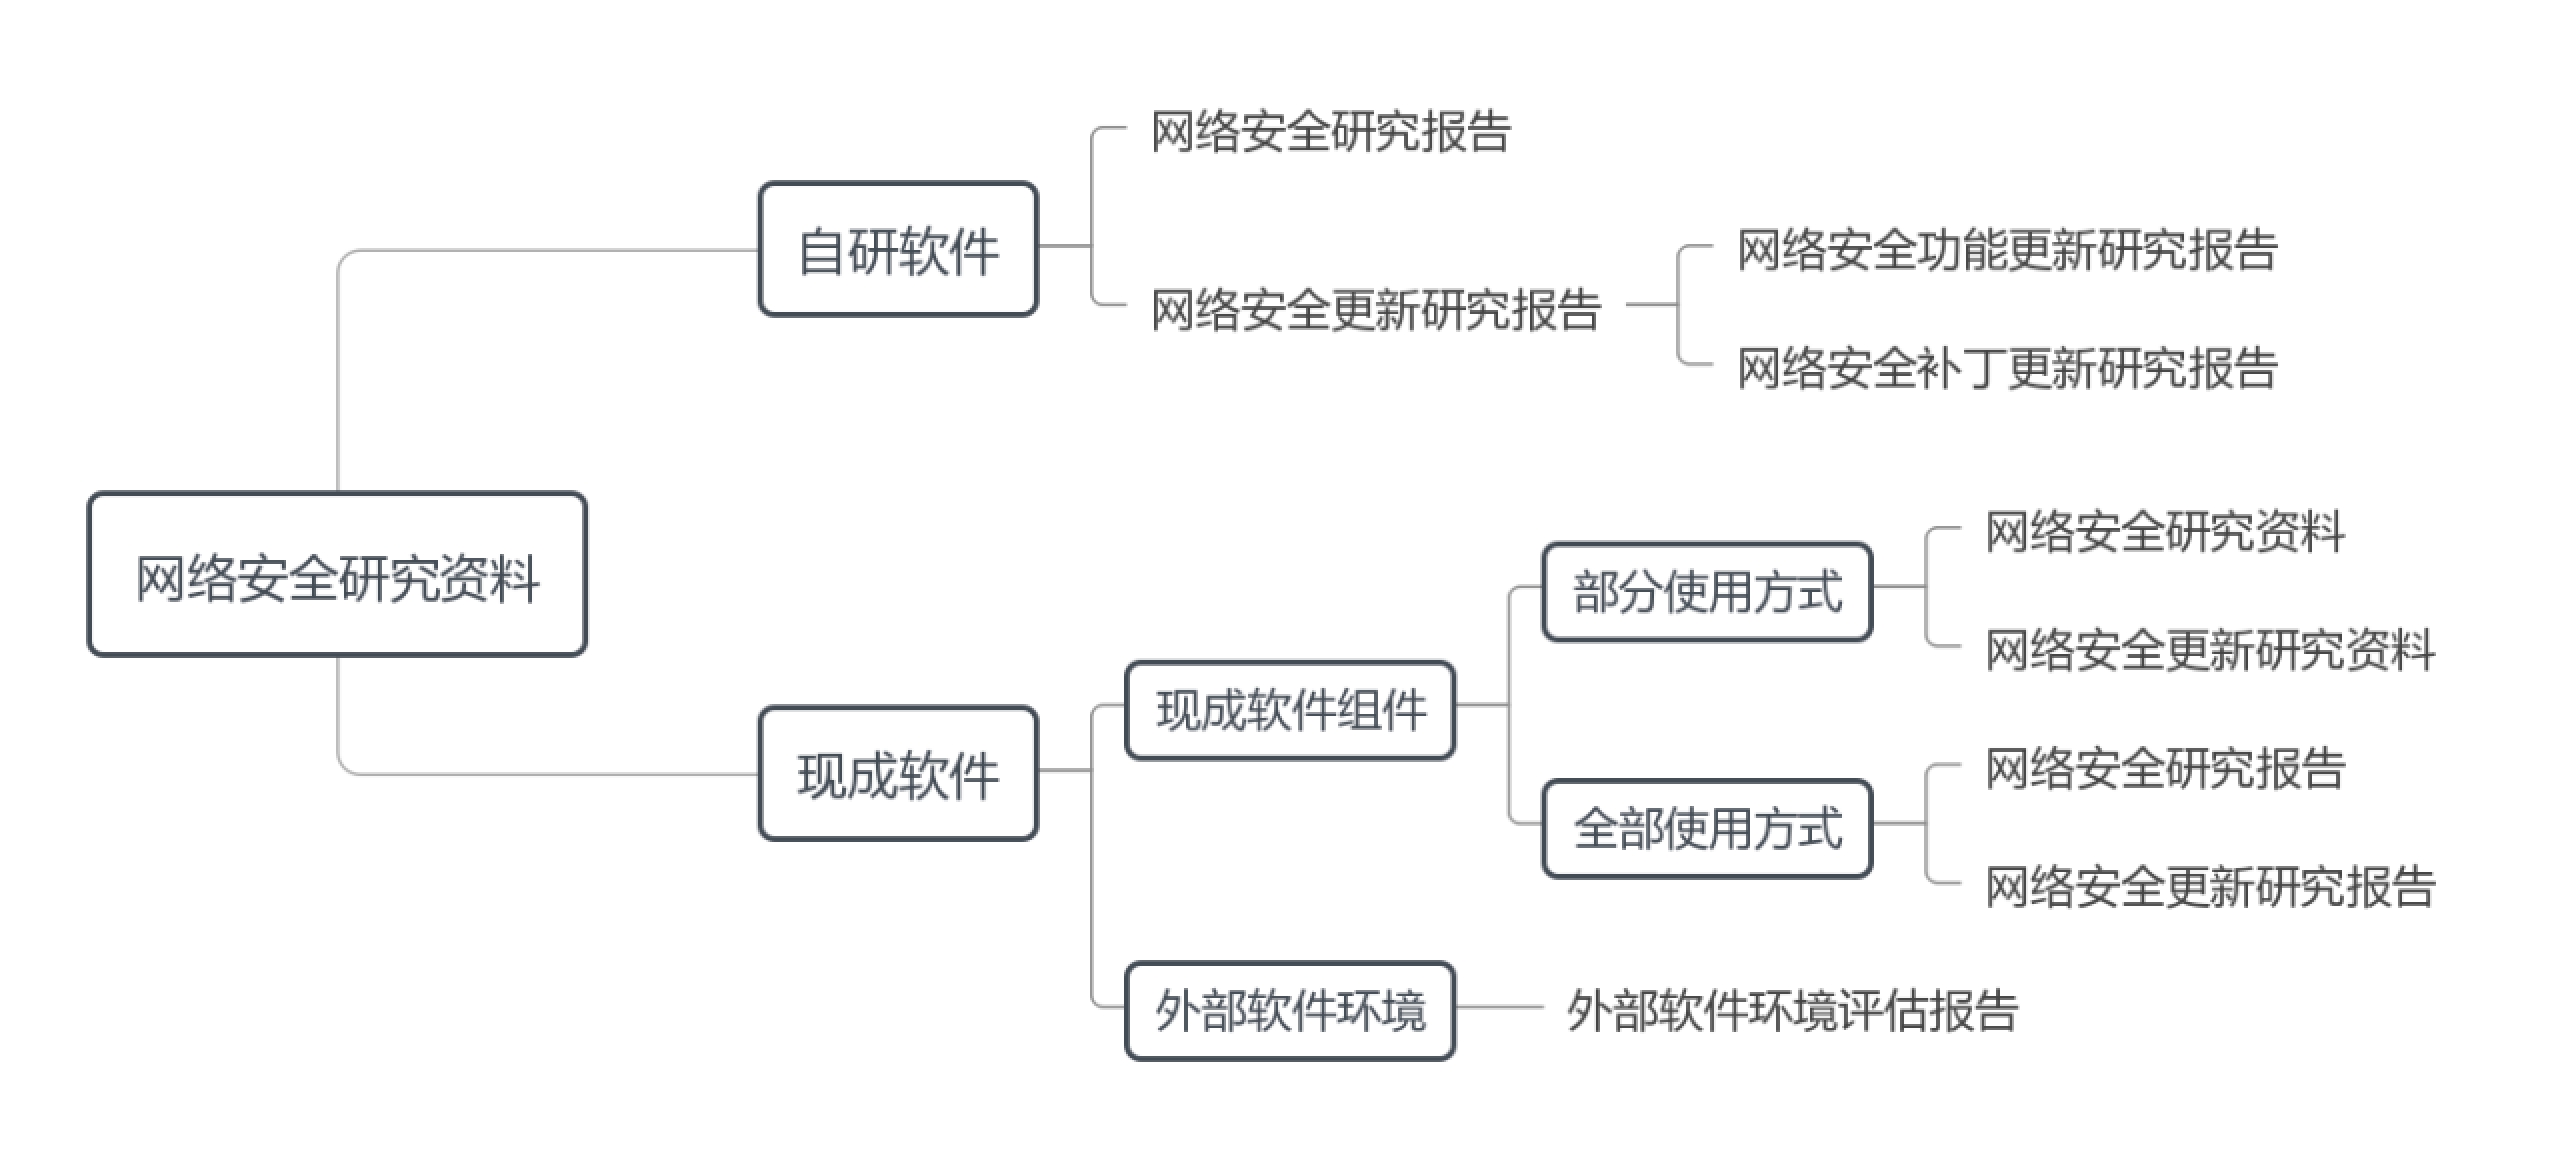 网络安全研究资料
自研软件
网络安全研究报告
网络安全更新研究报告
网络安全功能更新研究报告
网络安全补丁更新研究报告
现成软件
现成软件组件
部分使用方式
网络安全研究资料
网络安全更新研究资料
全部使用方式
网络安全研究报告
网络安全更新研究报告
外部软件环境
外部软件环境评估报告